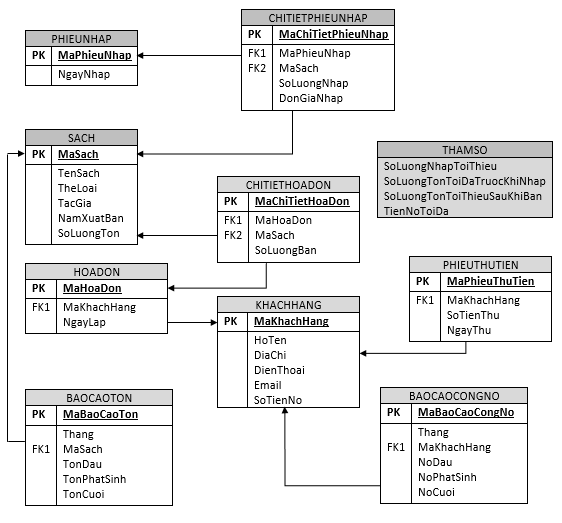 PHIEUNHAP
PK MaPhieuNhap
NgayNhap
CHITIETPHIEUNHAP
PK MaChiTietPhieuNhap
FK1 MaPhieuNhap
FK2 MaSach
SoLuongNhap
DonGiaNhap
SACH
PK MaSach
TenSach
TheLoai
TacGia
NamXuatBan
SoLuongTon
THAMSO
SoLuongNhapToiThieu
SoLuongTonToiDaTruocKhiNhap
SoLuongTonToiThieuSauKhiBan
TienNoToiDa
CHITIETHOADON
PK MaChiTietHoaDon
FK1 MaHoaDon
FK2 MaSach
SoLuongBan
HOADON
PK MaHoaDon
FK1 MaKhachHang
NgayLap
PHIEUTHUTIEN
PK MaPhieuThuTien
FK1 MaKhachHang
SoTienThu
NgayThu
KHACHHANG
PK MaKhachHang
HoTen
DiaChi
DienThoai
Email
SoTienNo
BAOCAOTON
PK MaBaoCaoTon
Thang
FK1 MaSach
TonDau
TonPhatSinh
TonCuoi
BAOCAOCONGNO
PK MaBaoCaoCongNo
Thang
FK1 MaKhachHang
NoDau
NoPhatSinh
NoCuoi